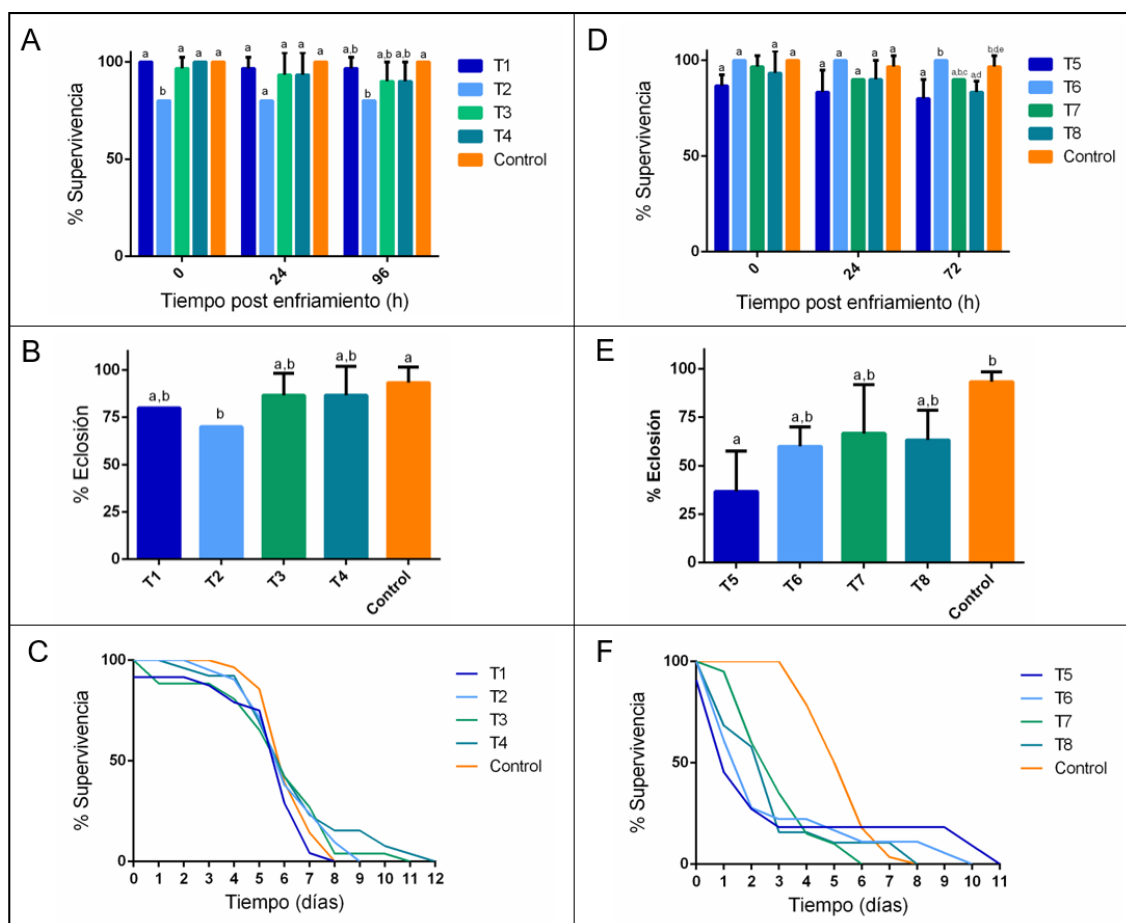 A
% Supervivencia
100
50
0
a b a a a
a a a a a
a,b b a,b a,b a
0 24 96
Tiempo post enfriamiento (h)
T1
T2
T3
T4
Control
D
% Supervivencia
100
50
0
a a a a a
a a a a a
a b a,bc ad b,de
0 24 72
Tiempo post enfriamiento (h)
T5
T6
T7
T8
Control
B
% Eclosión
100
75
50
25
0
a,b b a,b a,b a
T1 T2 T3 T4 Control
E
% Eclosión
100
75
50
25
0
a a,b a,b a,b b
T5 T6 T7 T8 Control
C
% Supervivencia
100
50
0
0 1 2 3 4 5 6 7 8 9 10 11 12
Tiempo (días)
T1
T2
T3
T4
Control
F
% Supervivencia
100
50
0
0 1 2 3 4 5 6 7 8 9 10 11
Tiempo (días)
T5
T6
T7
T8
Control